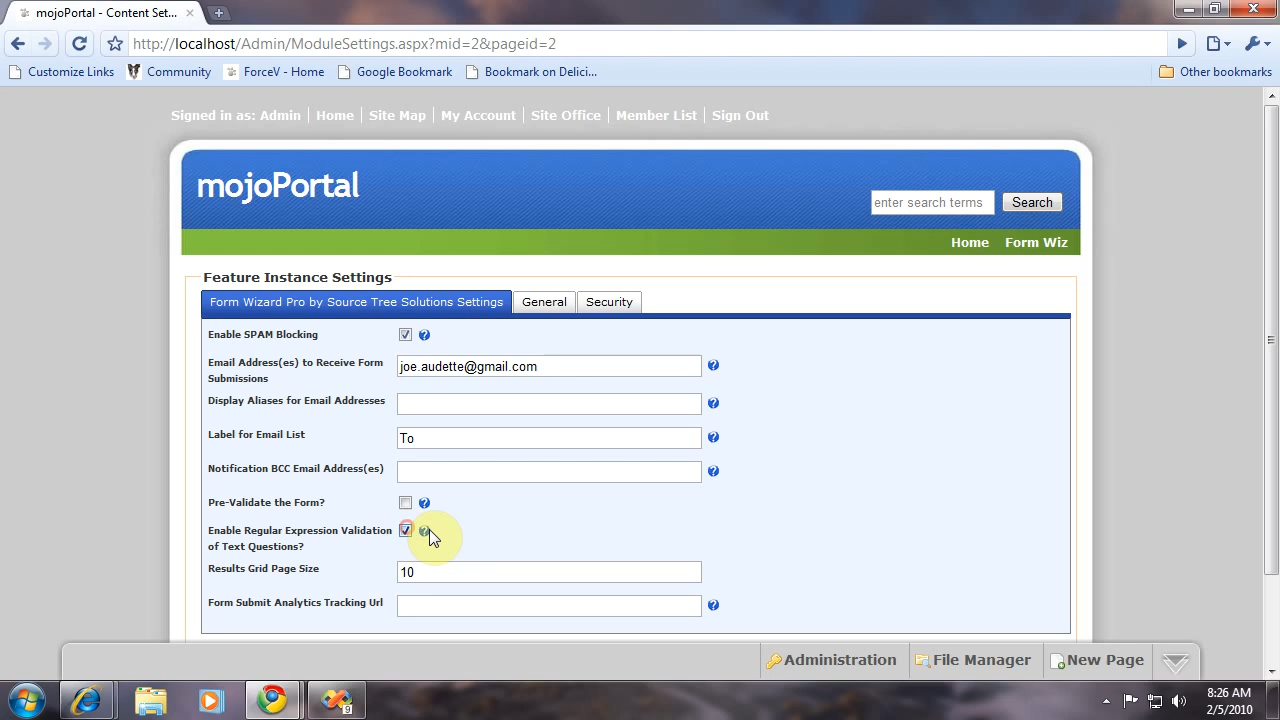 mojoPortal - Content Set...
http://localhost/Admin/ModuleSettings.aspx?mid=2&pageid=2
Customize Links Community ForceV - Home Google Bookmark Bookmark on Delici... Other bookmarks
Signed in as: Admin Home Site Map My Account Site Office Member List Sign Out
mojoPortal
enter search terms Search
Home Form Wiz
Feature Instance Settings
Form Wizard Pro by Source Tree Solutions Settings General Security
Enable SPAM Blocking
Email Address(es) to Receive Form Submissions joe.audette@gmail.com
Display Aliases for Email Addresses
Label for Email List To
Notification BCC Email Address(es)
Pre-Validate the Form?
Enable Regular Expression Validation of Text Questions?
Results Grid Page Size 10
Form Submit Analytics Tracking Url
Administration File Manager New Page
9
8:26 AM
2/5/2010